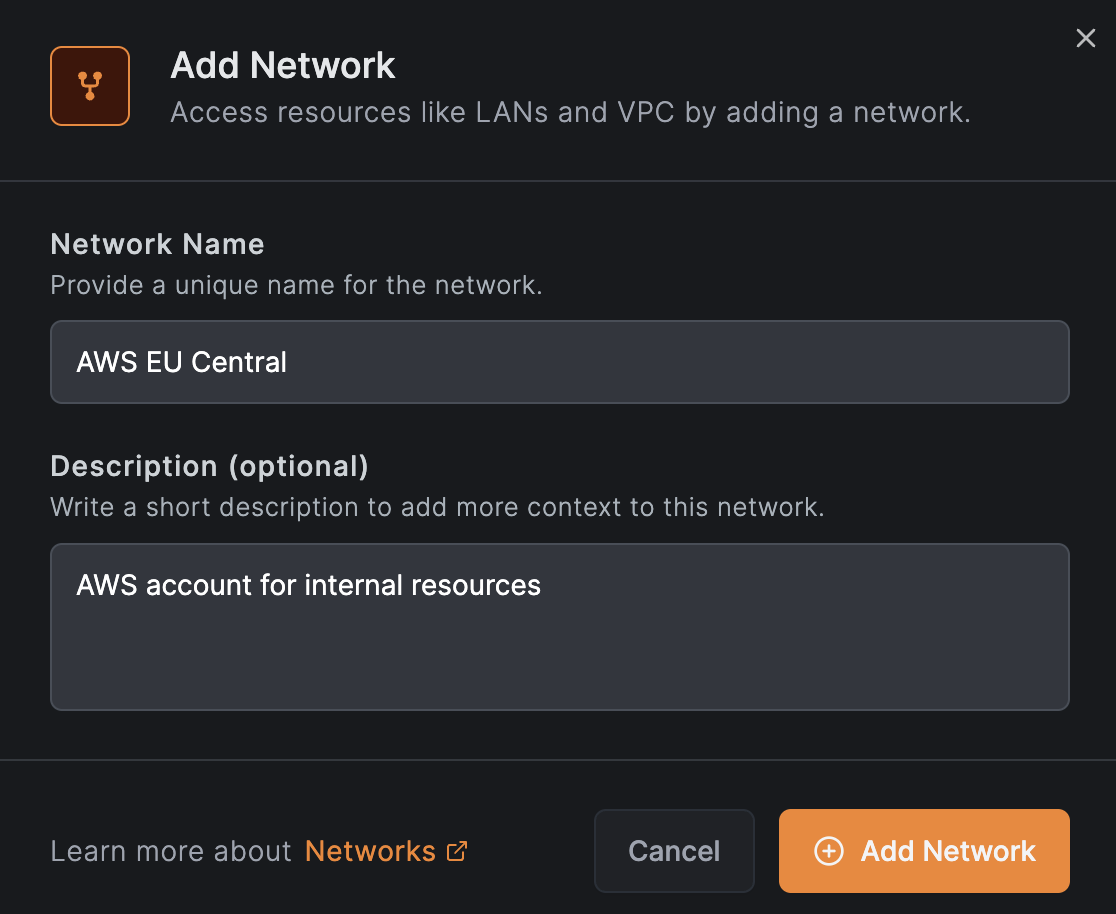 Add Network
Access resources like LANs and VPC by adding a network.
Network Name
Provide a unique name for the network.
AWS EU Central
Description (optional)
Write a short description to add more context to this network.
AWS account for internal resources
Learn more about Networks
Cancel
Add Network